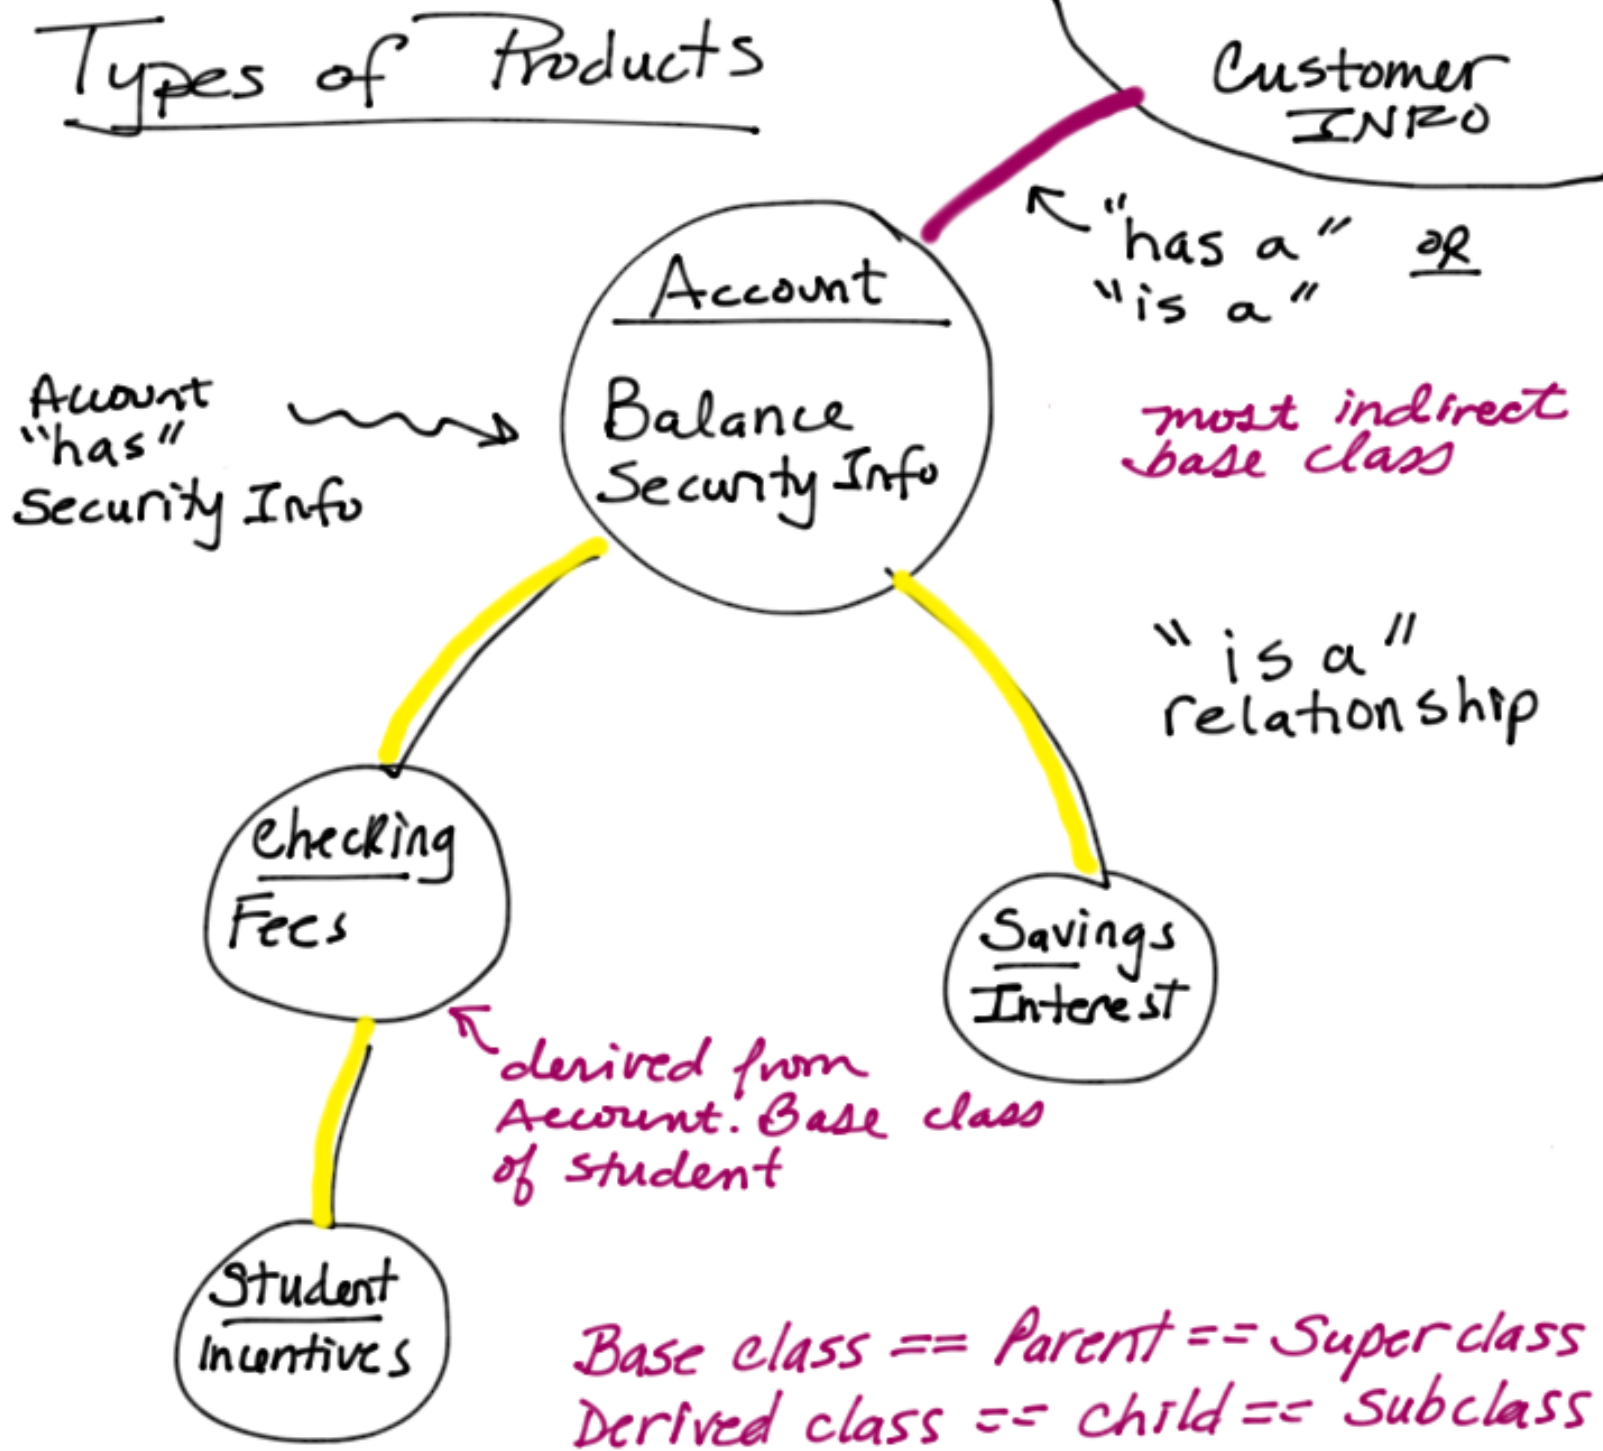 Types of Products
Customer
INFO
"has a" OR
"is a"
Account
Balance
Security Info
Account
"has"
Security Info
most indirect
base class
"is a"
relationship
Checking
Fees
Savings
Interest
derived from
Account. Base class
of student
Student
Incentives
Base class == Parent == Superclass
Derived class == child == Subclass